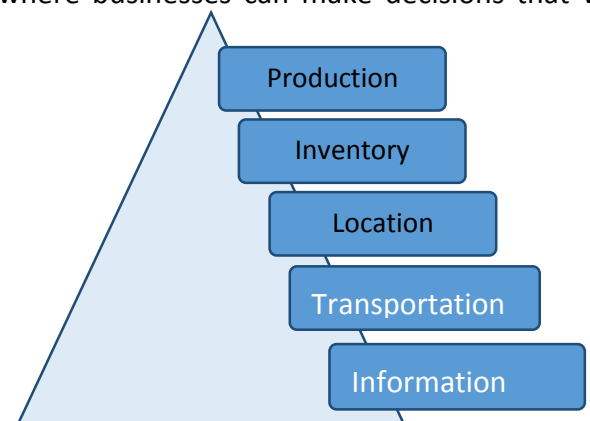 where businesses can make decisions that
Production
Inventory
Location
Transportation
Information